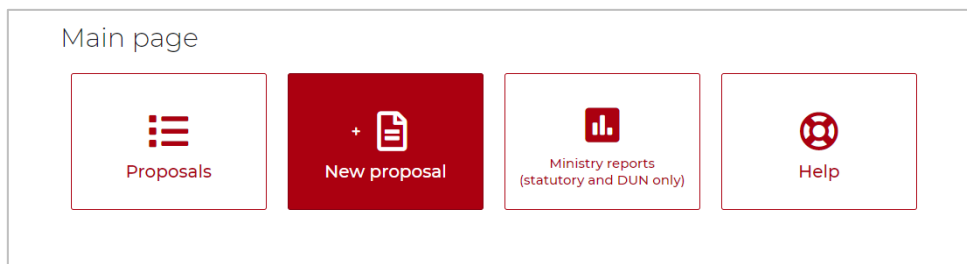 Main page
Proposals
+
New proposal
Ministry reports
(statutory and DUN only)
Help